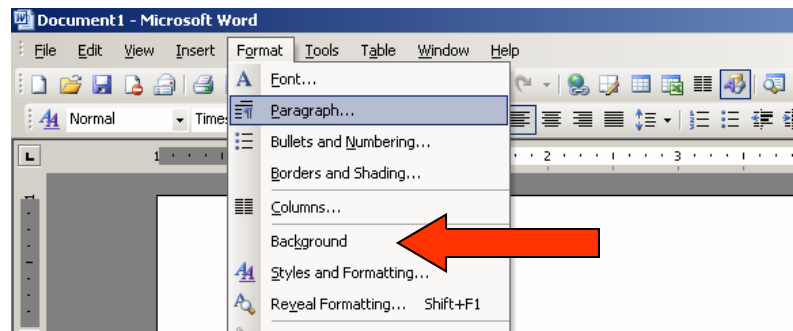 Document1 - Microsoft Word
File Edit View Insert Format Tools Table Window Help
Font...
Normal
Paragraph...
Bullets and Numbering...
1 2 3
Borders and Shading...
Columns...
Background
Styles and Formatting...
Reveal Formatting... Shift+F1